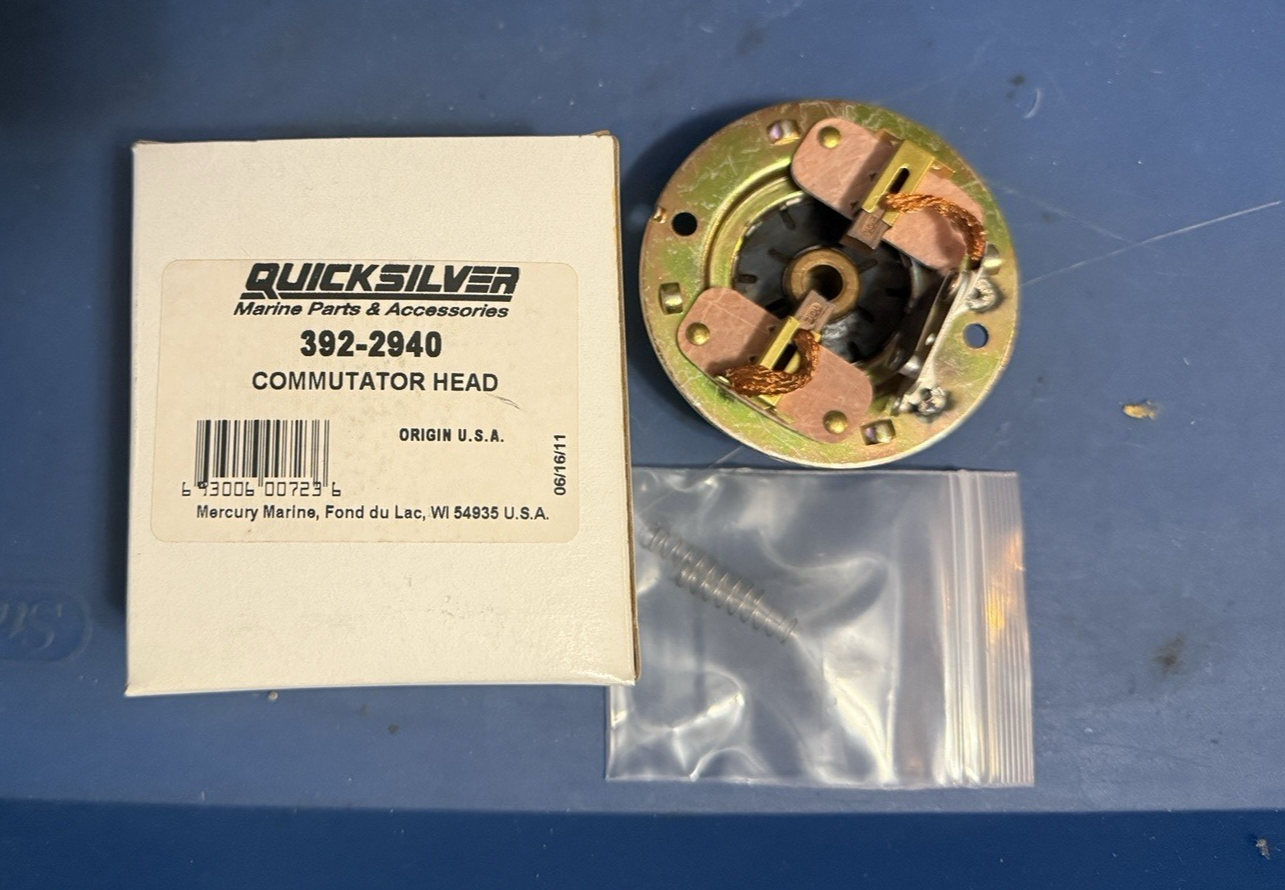 QUICKSILVER
Marine Parts & Accessories
392-2940
COMMUTATOR HEAD
ORIGIN U.S.A.
06/16/11
6 93006 00723 6
Mercury Marine, Fond du Lac, WI 54935 U.S.A.